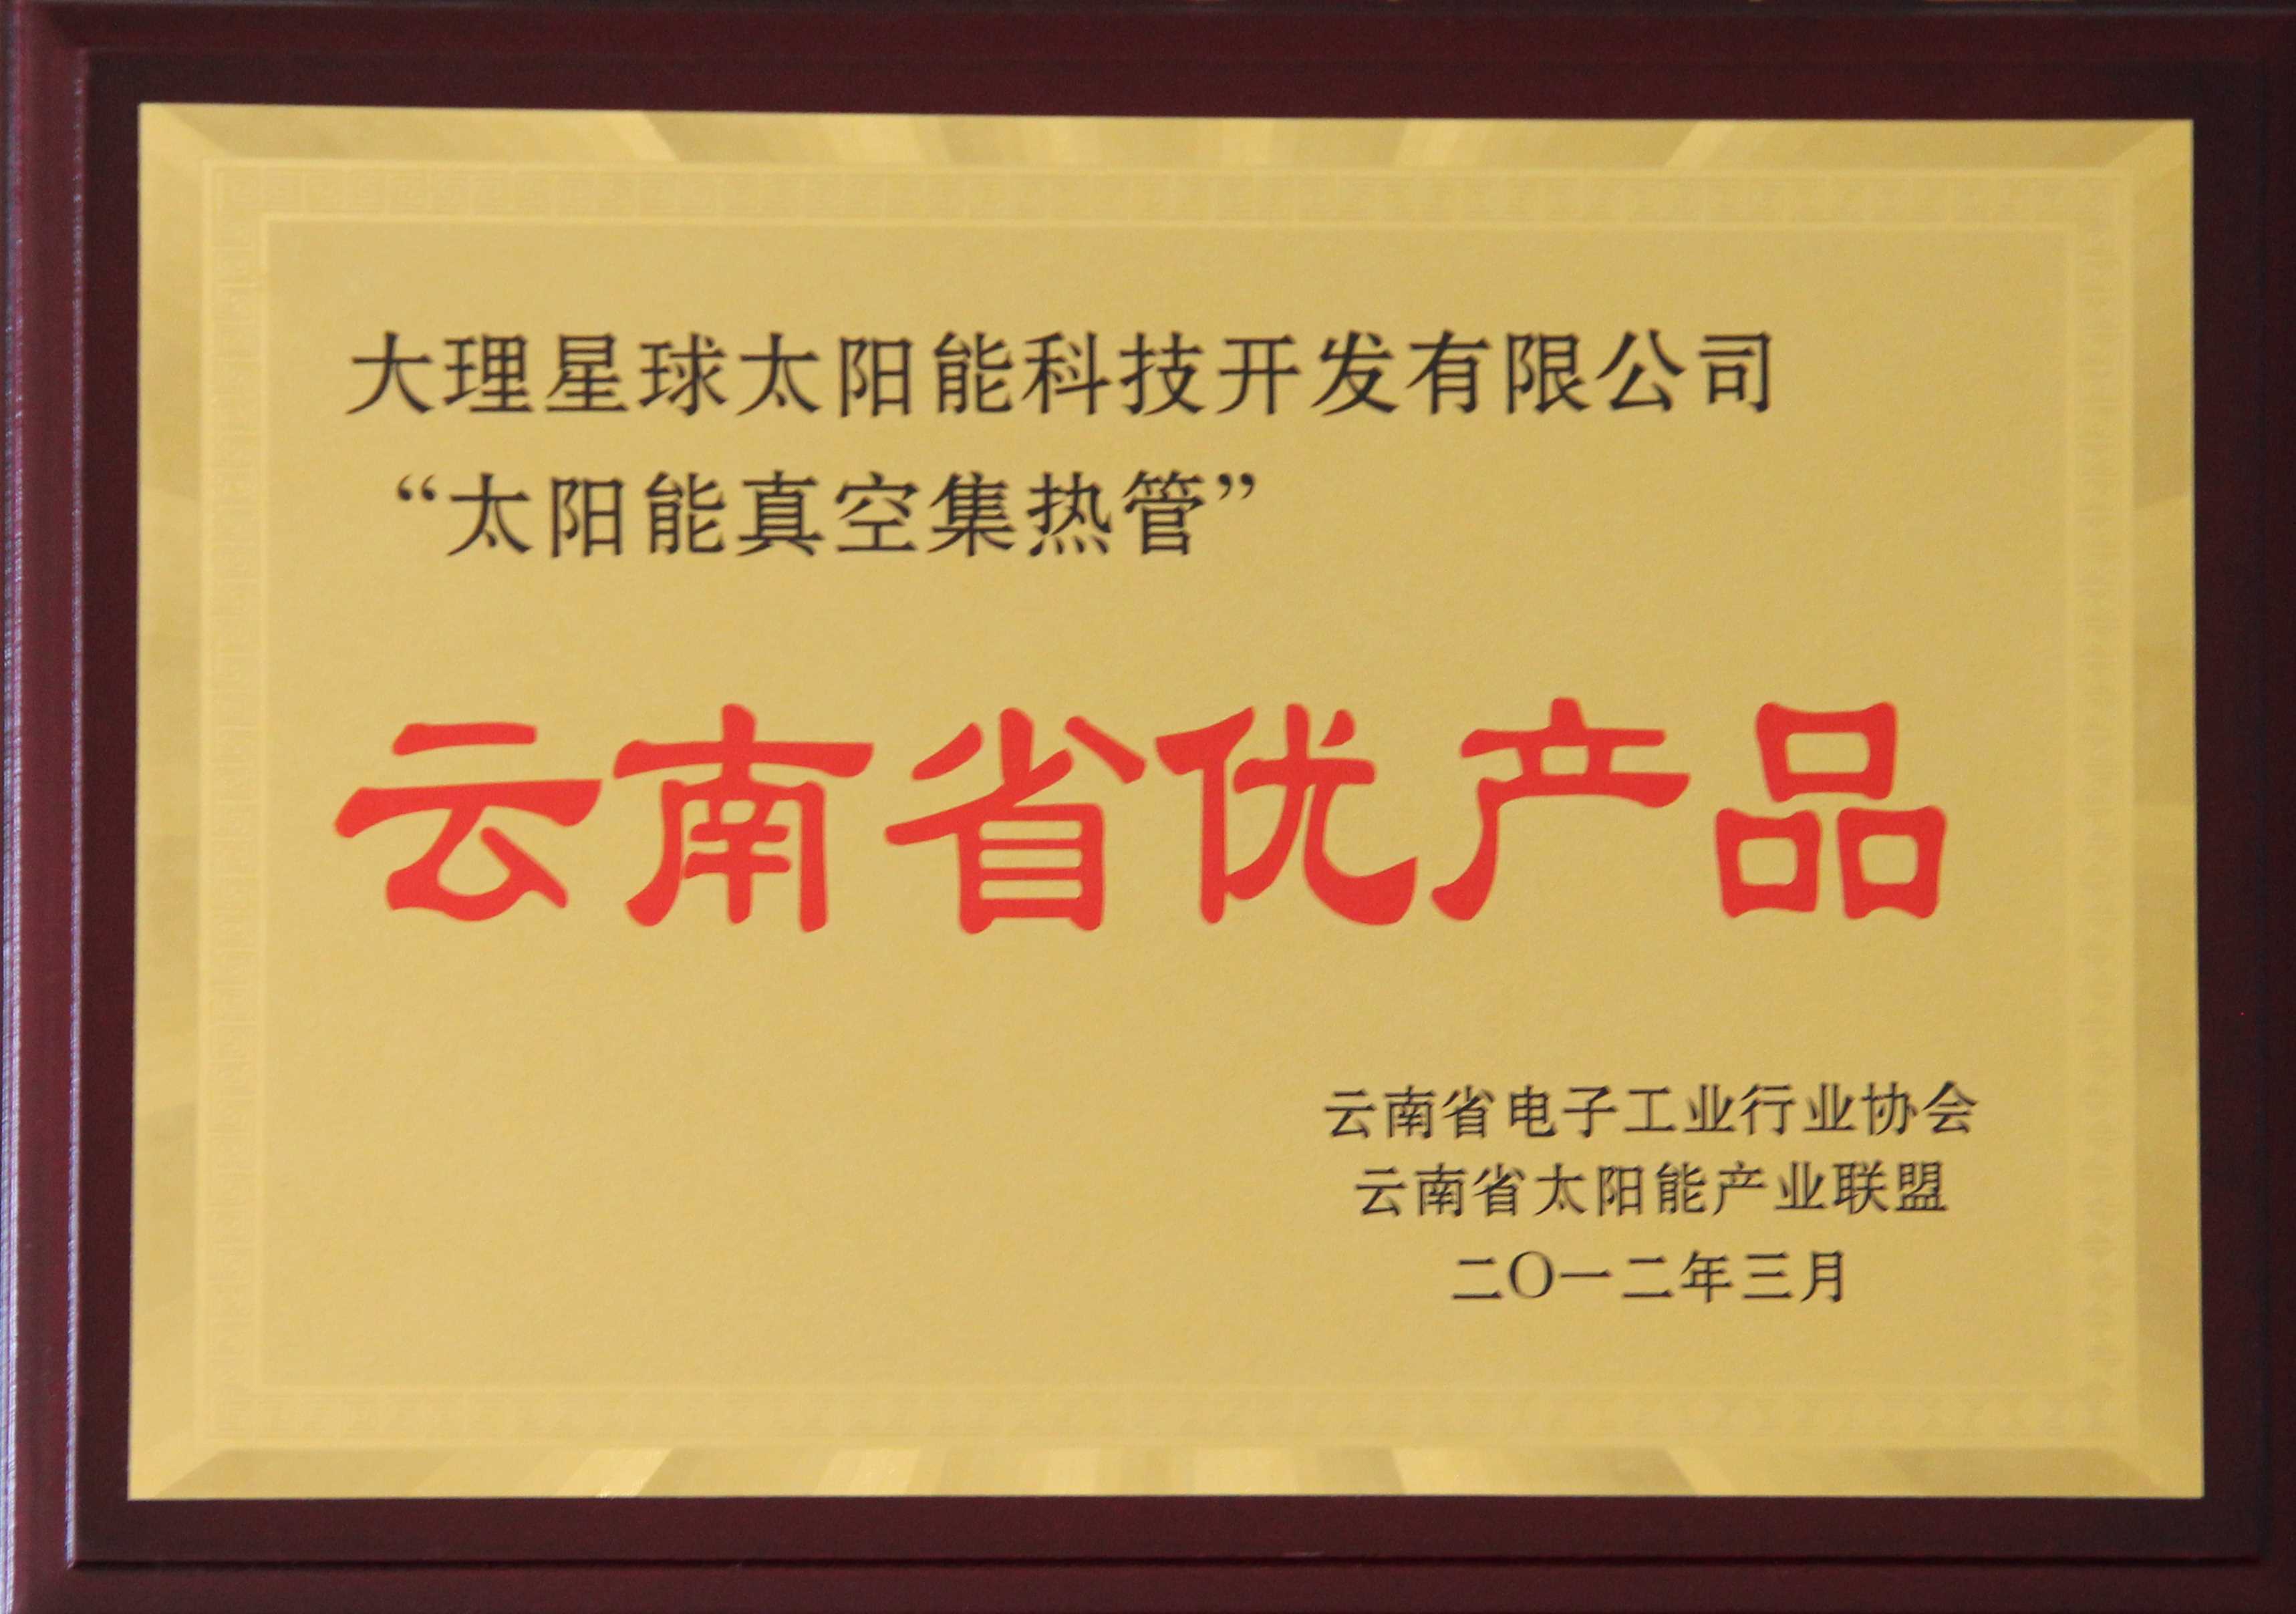 大理星球太阳能科技开发有限公司
“太阳能真空集热管”
云南省优产品
云南省电子工业行业协会
云南省太阳能产业联盟
二〇一二年三月